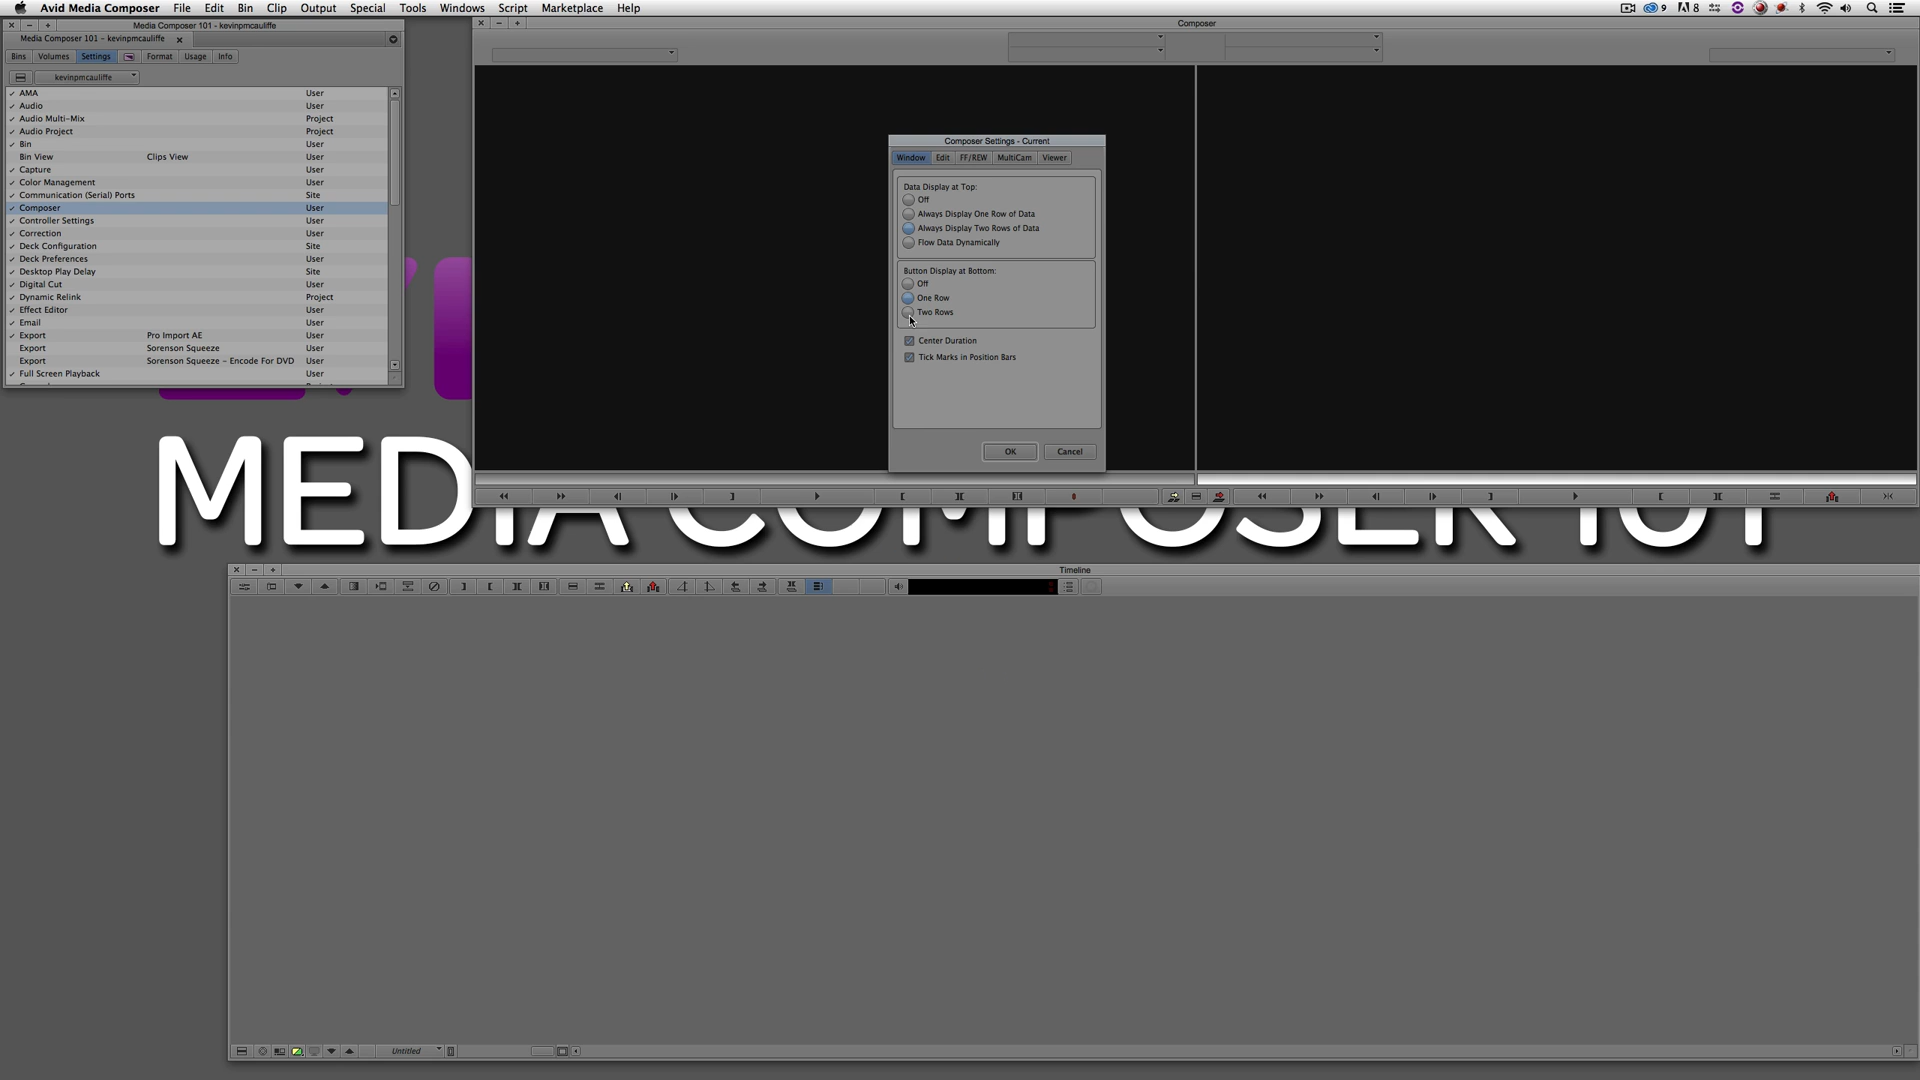 Avid Media Composer File Edit Bin Clip Output Special Tools Windows Script Marketplace Help 9 8
Media Composer 101 - kevinpmcauliffe
Media Composer 101 - kevinpmcauliffe
Bins Volumes Settings Format Usage Info
kevinpmcauliffe
AMA User
Audio User
Audio Multi-Mix Project
Audio Project Project
Bin User
Bin View Clips View User
Capture User
Color Management User
Communication (Serial) Ports Site
Composer User
Controller Settings User
Correction User
Deck Configuration Site
Deck Preferences User
Desktop Play Delay Site
Digital Cut User
Dynamic Relink Project
Effect Editor User
Email User
Export Pro Import AE User
Export Sorenson Squeeze User
Export Sorenson Squeeze - Encode For DVD User
Full Screen Playback User
Composer
Composer Settings - Current
Window Edit FF/REW MultiCam Viewer
Data Display at Top:
Off
Always Display One Row of Data
Always Display Two Rows of Data
Flow Data Dynamically
Button Display at Bottom:
Off
One Row
Two Rows
Center Duration
Tick Marks in Position Bars
OK Cancel
MEDIA COMPOSER 101
Timeline
Untitled